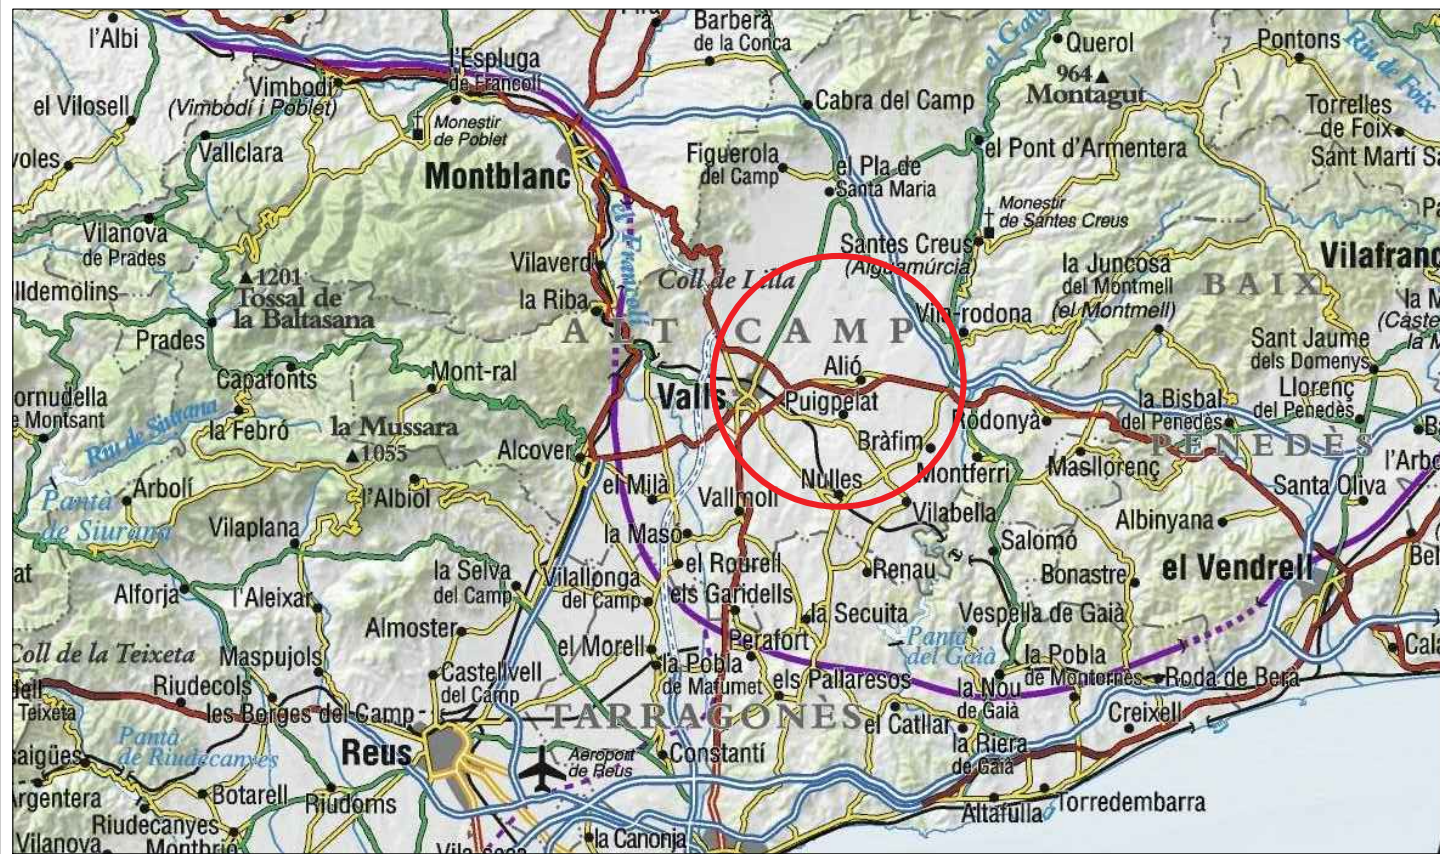 l'Albi
Barberà
de la Conca
Querol
Pontons
Riu de Foix
el Vilosell
Vimbodí
(Vimbodí i Poblet)
l'Espluga
de Francolí
Monestir
de Poblet
Cabra del Camp
964
Montagut
Torrelles
de Foix
Vallclara
Montblanc
Figuerola
del Camp
el Pla de
Santa Maria
el Pont d'Armentera
Monestir
de Santes Creus
Vilanova
de Prades
Vilaverd
Santes Creus
(Aiguamúrcia)
la Juncosa
del Montmell
(el Montmell)
BAIX
1201
Tossal de
la Baltasana
la Riba
Coll de Lilla
ALT CAMP
Vila-rodona
Prades
Sant Jaume
dels Domenys
Capafonts
Mont-ral
Valls
Alió
Puigpelat
la Bisbal
del Penedès
Llorenç
del Penedès
Riu de Siurana
la Febró
la Mussara
1055
Alcover
Bràfim
Rodonyà
PENEDÈS
Arbolí
Pantà
de Siurana
l'Albiol
el Milà
Vallmoll
Nulles
Montferri
Masllorenç
Santa Oliva
Vilaplana
la Masó
Vilabella
Albinyana
Salomó
Alforja
l'Aleixar
la Selva
del Camp
Vilallonga
del Camp
el Rourell
els Garidells
Renau
Bonastre
el Vendrell
Almoster
la Secuita
Vespella de Gaià
Coll de la Teixeta
Maspujols
el Morell
Perafort
Pantà
del Gaià
Riudecols
Castellvell
del Camp
la Pobla
de Mafumet
els Pallaresos
la Nou
de Gaià
la Pobla
de Montornès
Roda de Berà
les Borges del Camp
TARRAGONÈS
el Catllar
Creixell
Pantà
de Riudecanyes
Reus
Aeroport
de Reus
Constantí
la Riera
de Gaià
Botarell
Riudoms
Altafulla
Torredembarra
Riudecanyes
la Canonja
Vilanova